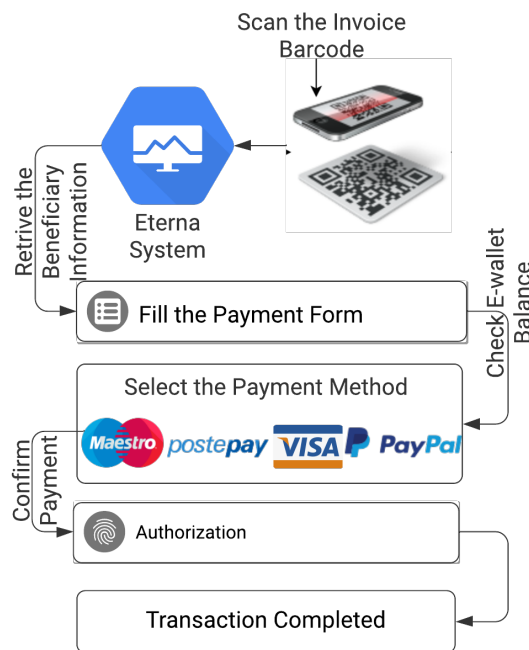 Scan the Invoice
Barcode
Eterna
System
Retrive the
Beneficiary
Information
Fill the Payment Form
Check E-wallet
Balance
Select the Payment Method
Maestro postepay VISA PayPal
Confirm
Payment
Authorization
Transaction Completed